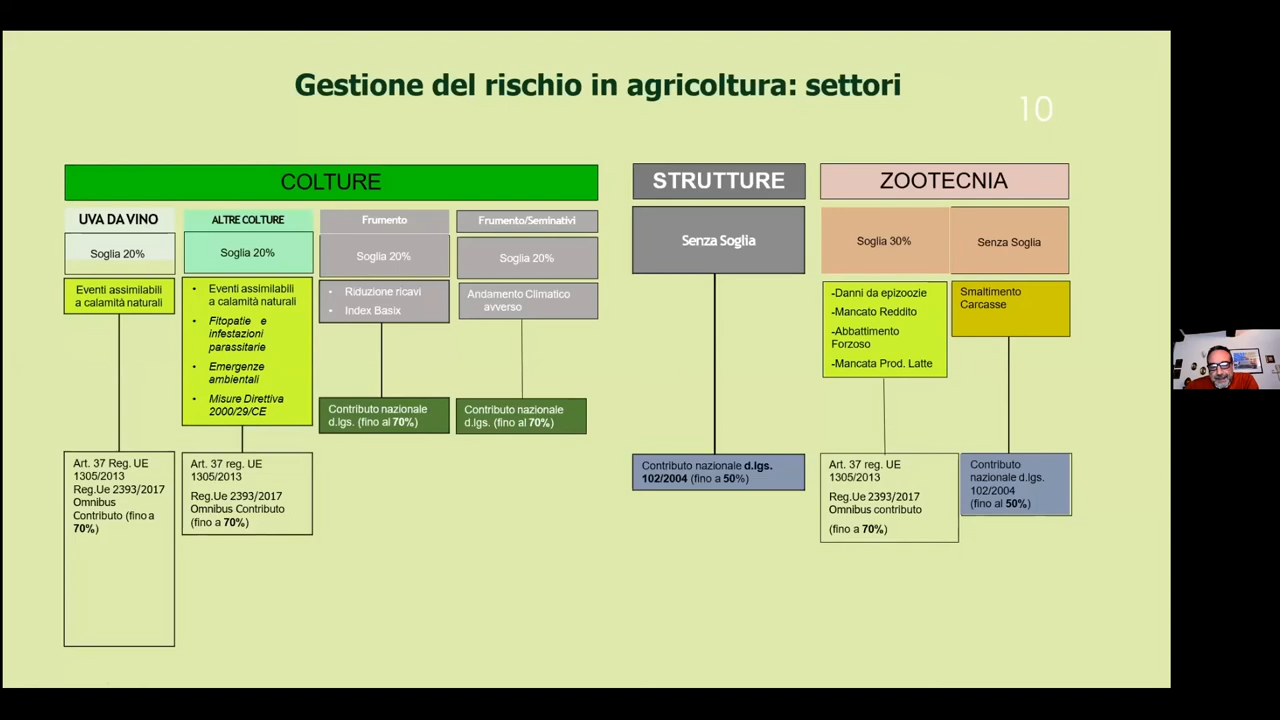 Gestione del rischio in agricoltura: settori
10
COLTURE
UVA DA VINO
Soglia 20%
Eventi assimilabili
a calamità naturali
Art. 37 Reg. UE
1305/2013
Reg.Ue 2393/2017
Omnibus
Contributo (fino a
70%)
ALTRE COLTURE
Soglia 20%
• Eventi assimilabili
a calamità naturali
• Fitopatie e
infestazioni
parassitarie
• Emergenze
ambientali
• Misure Direttiva
2000/29/CE
Art. 37 reg. UE
1305/2013
Reg.Ue 2393/2017
Omnibus Contributo
(fino a 70%)
Frumento
Soglia 20%
• Riduzione ricavi
• Index Basix
Contributo nazionale
d.lgs. (fino al 70%)
Frumento/Seminativi
Soglia 20%
Andamento Climatico
avverso
Contributo nazionale
d.lgs. (fino al 70%)
STRUTTURE
Senza Soglia
Contributo nazionale d.lgs.
102/2004 (fino a 50%)
ZOOTECNIA
Soglia 30%
-Danni da epizoozie
-Mancato Reddito
-Abbattimento
Forzoso
-Mancata Prod. Latte
Art. 37 reg. UE
1305/2013
Reg.Ue 2393/2017
Omnibus contributo
(fino a 70%)
Senza Soglia
Smaltimento
Carcasse
Contributo
nazionale d.lgs.
102/2004
(fino al 50%)